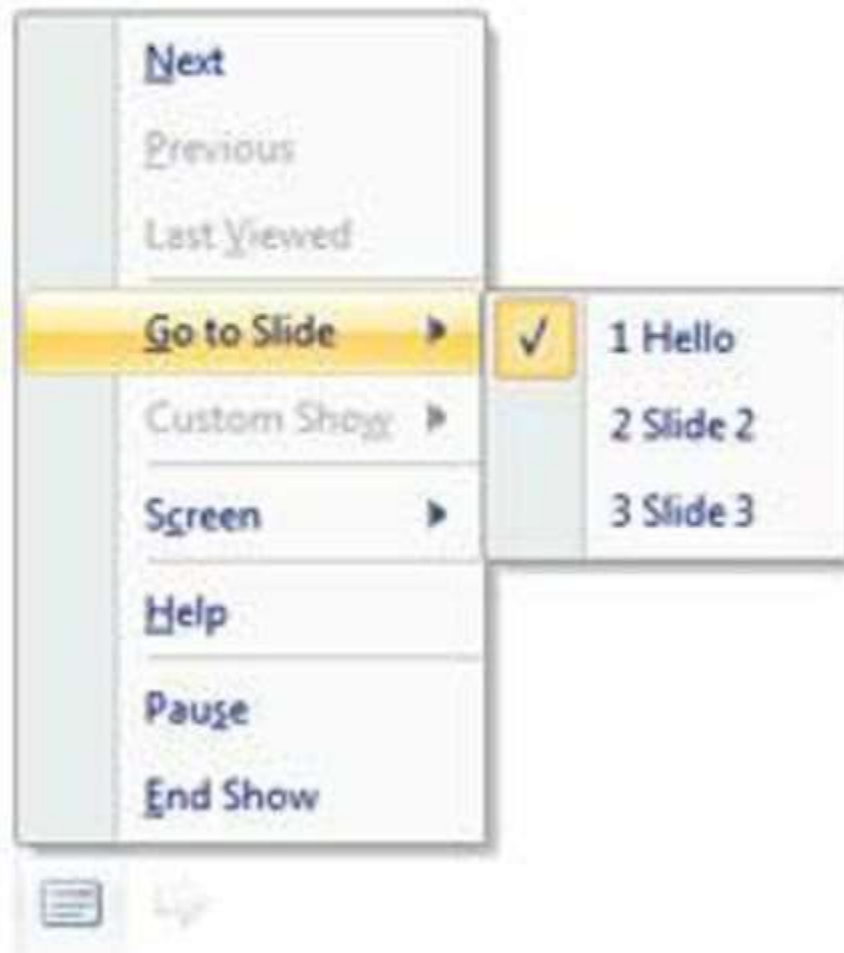 Next
Previous
Last Viewed
Go to Slide
Custom Show
Screen
Help
Pause
End Show
1 Hello
2 Slide 2
3 Slide 3